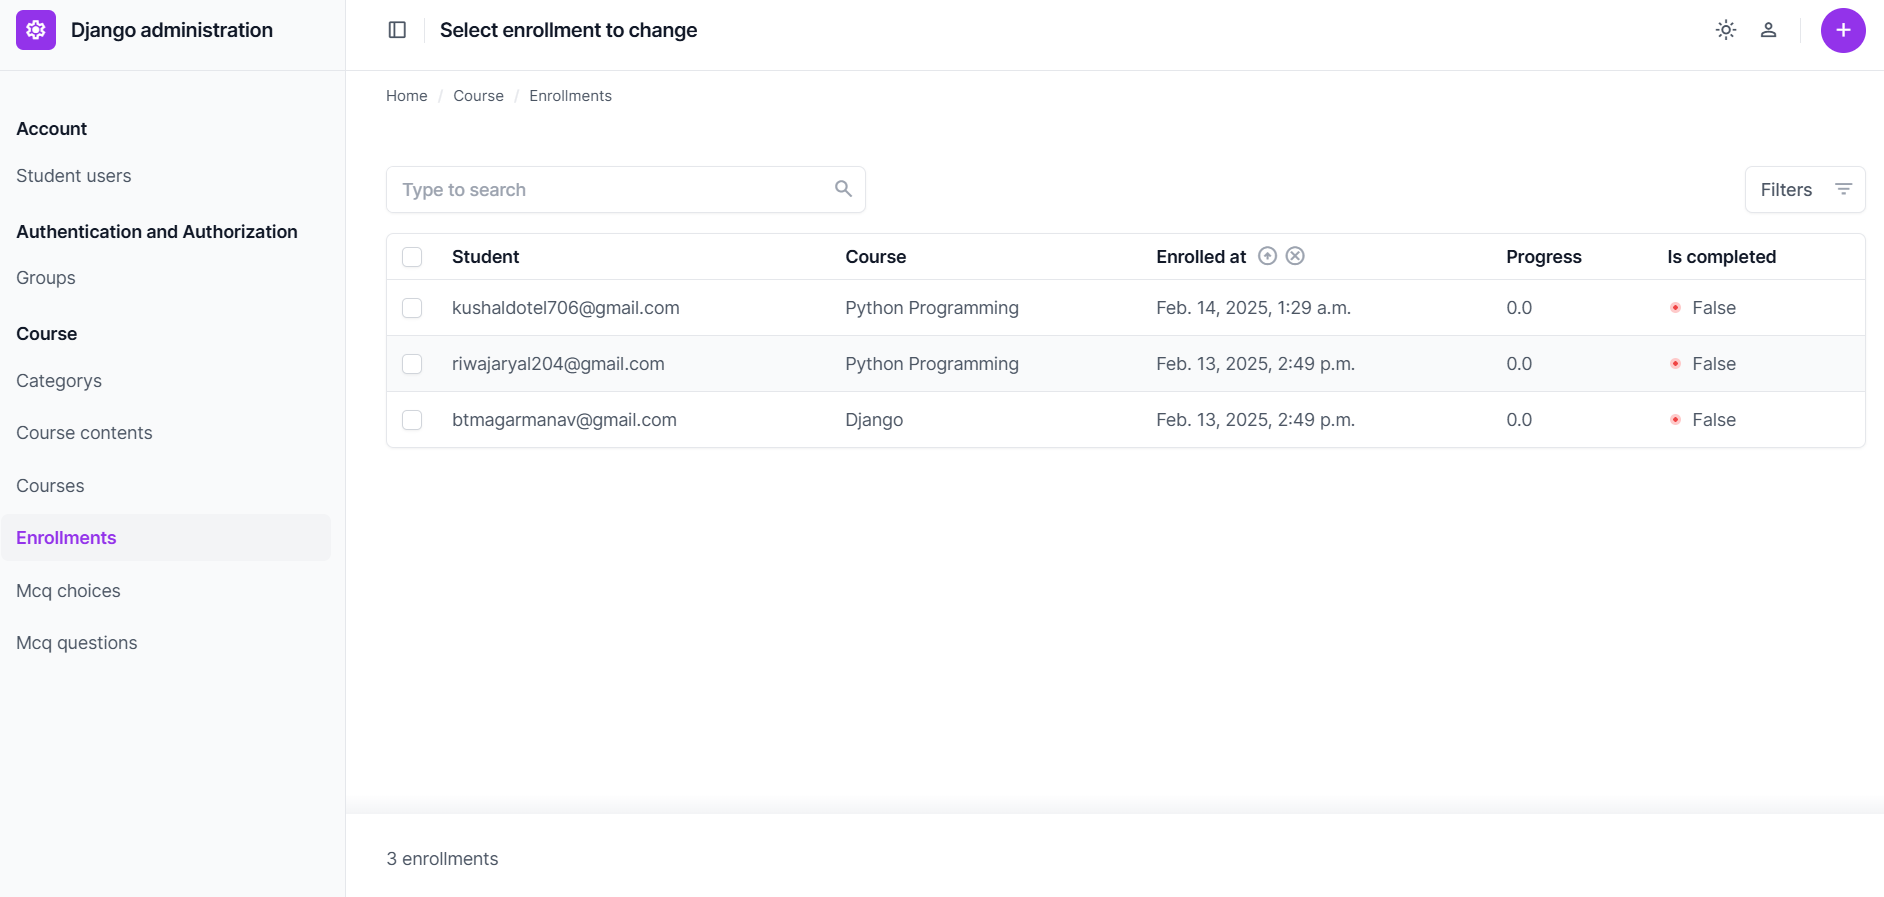 Django administration
Select enrollment to change
Home / Course / Enrollments
Account
Student users
Authentication and Authorization
Groups
Course
Categorys
Course contents
Courses
Enrollments
Mcq choices
Mcq questions
Type to search
Filters
Student Course Enrolled at Progress Is completed
kushaldotel706@gmail.com Python Programming Feb. 14, 2025, 1:29 a.m. 0.0 False
riwajaryal204@gmail.com Python Programming Feb. 13, 2025, 2:49 p.m. 0.0 False
btmagarmanav@gmail.com Django Feb. 13, 2025, 2:49 p.m. 0.0 False
3 enrollments